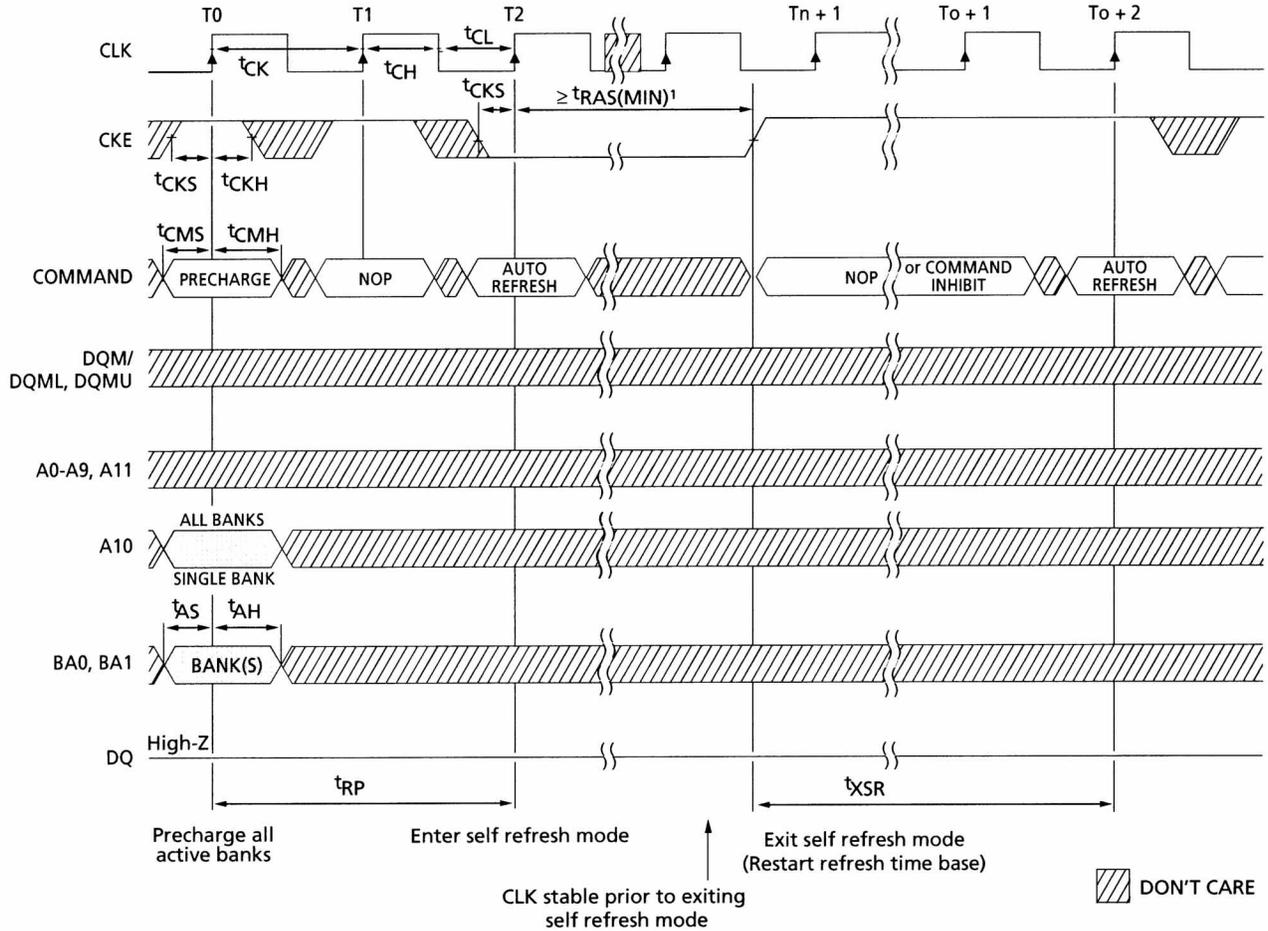 T0 T1 T2 Tn + 1 To + 1 To + 2
CLK
tCK tCH tCL
tCKS ≥ tRAS(MIN)¹
CKE
tCKS tCKH
tCMS tCMH
COMMAND PRECHARGE NOP AUTO REFRESH NOP or COMMAND INHIBIT AUTO REFRESH
DQM/
DQML, DQMU
A0-A9, A11
ALL BANKS
A10
SINGLE BANK
tAS tAH
BA0, BA1 BANK(S)
High-Z
DQ
tRP tXSR
Precharge all
active banks
Enter self refresh mode
Exit self refresh mode
(Restart refresh time base)
CLK stable prior to exiting
self refresh mode
DON'T CARE